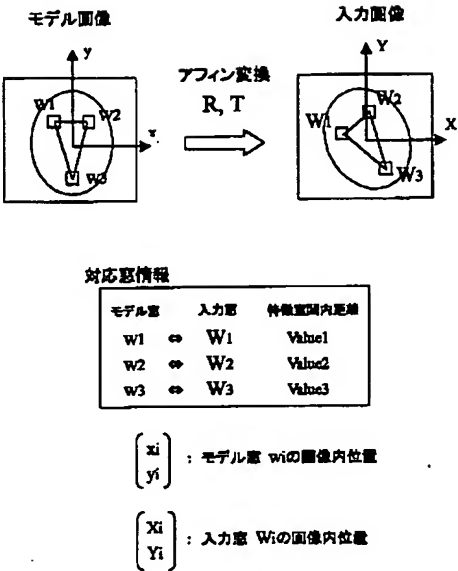 モデル画像
入力画像
アフィン変換
R, T
y
w1
w2
w3
Y
X
W1
W2
W3
対応窓情報
モデル窓 入力窓 特徴空間内距離
w1 ⇔ W1 Value1
w2 ⇔ W2 Value2
w3 ⇔ W3 Value3
xi
yi
: モデル窓 wiの画像内位置
Xi
Yi
: 入力窓 Wiの画像内位置